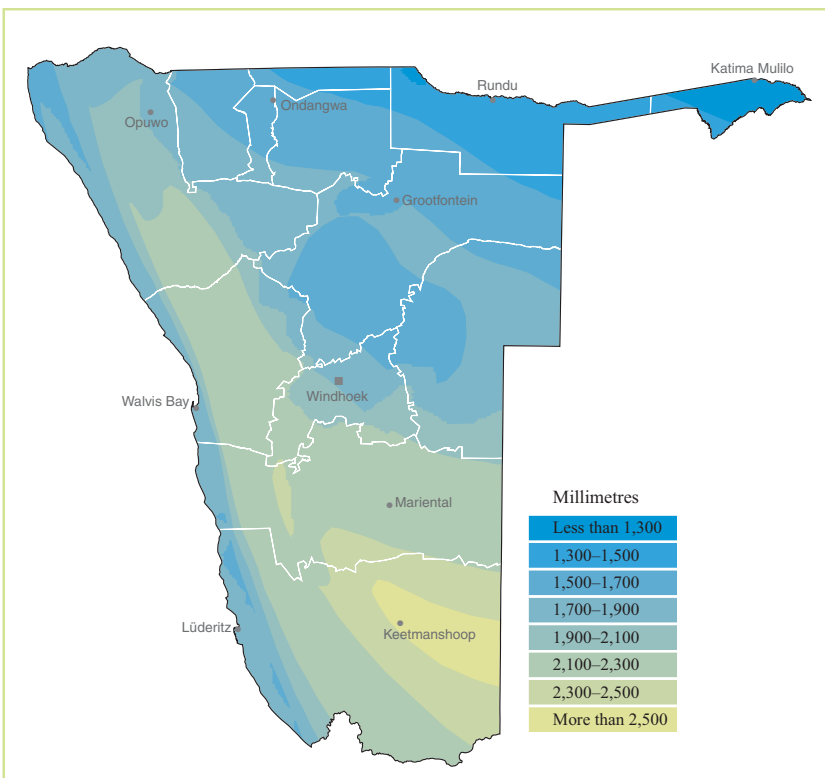 Katima Mulilo
Rundu
Ondangwa
Opuwo
Grootfontein
Windhoek
Walvis Bay
Mariental
Lüderitz
Keetmanshoop
Millimetres
Less than 1,300
1,300–1,500
1,500–1,700
1,700–1,900
1,900–2,100
2,100–2,300
2,300–2,500
More than 2,500